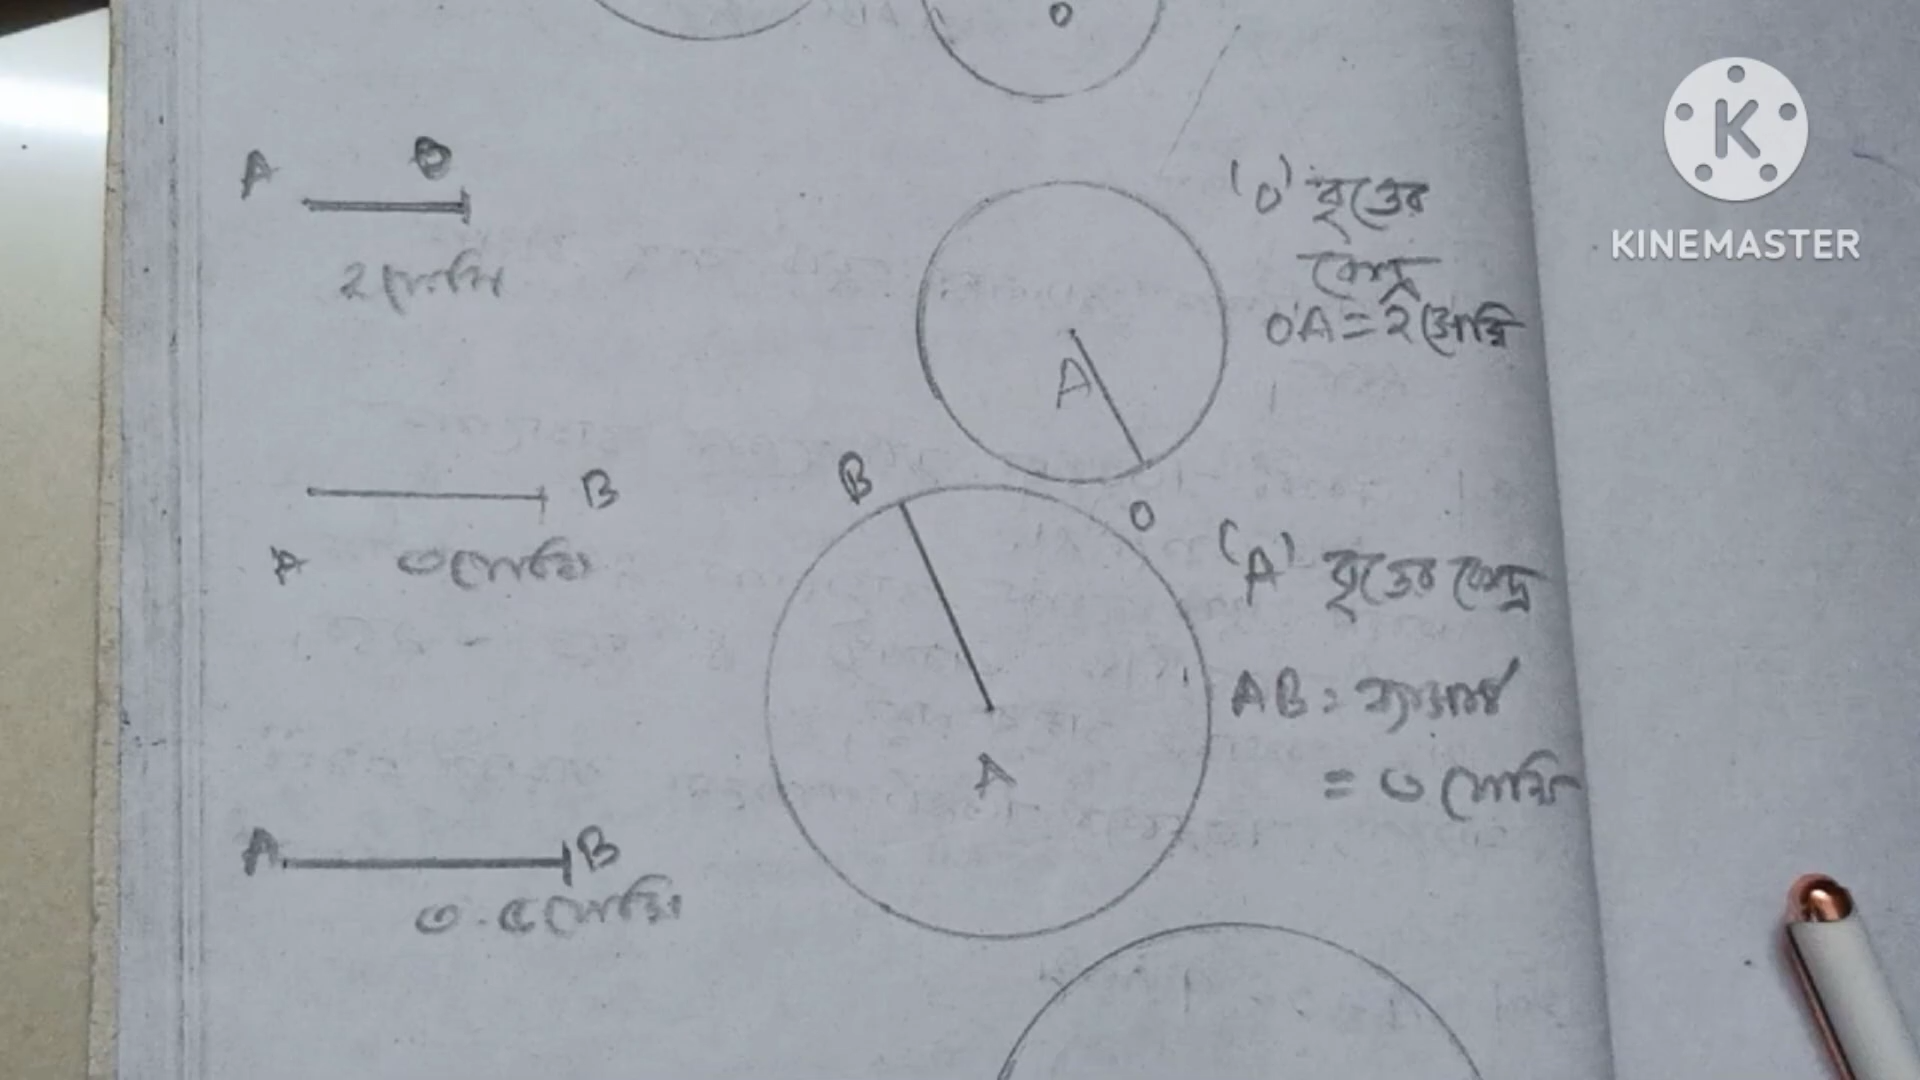 O
A O
২ সেমি
'O' বৃত্তের
কেন্দ্র
OA = ২ সেমি
A
O
A B
৩ সেমি
B
A
'A' বৃত্তের কেন্দ্র
AB = ব্যাসার্ধ
= ৩ সেমি
A B
৩.৫ সেমি
K
KINEMASTER